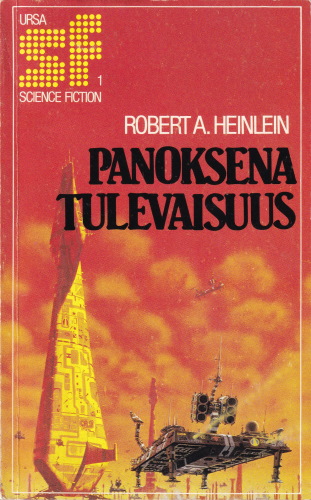 URSA
sf
1
SCIENCE FICTION
ROBERT A. HEINLEIN
PANOKSENA
TULEVAISUUS